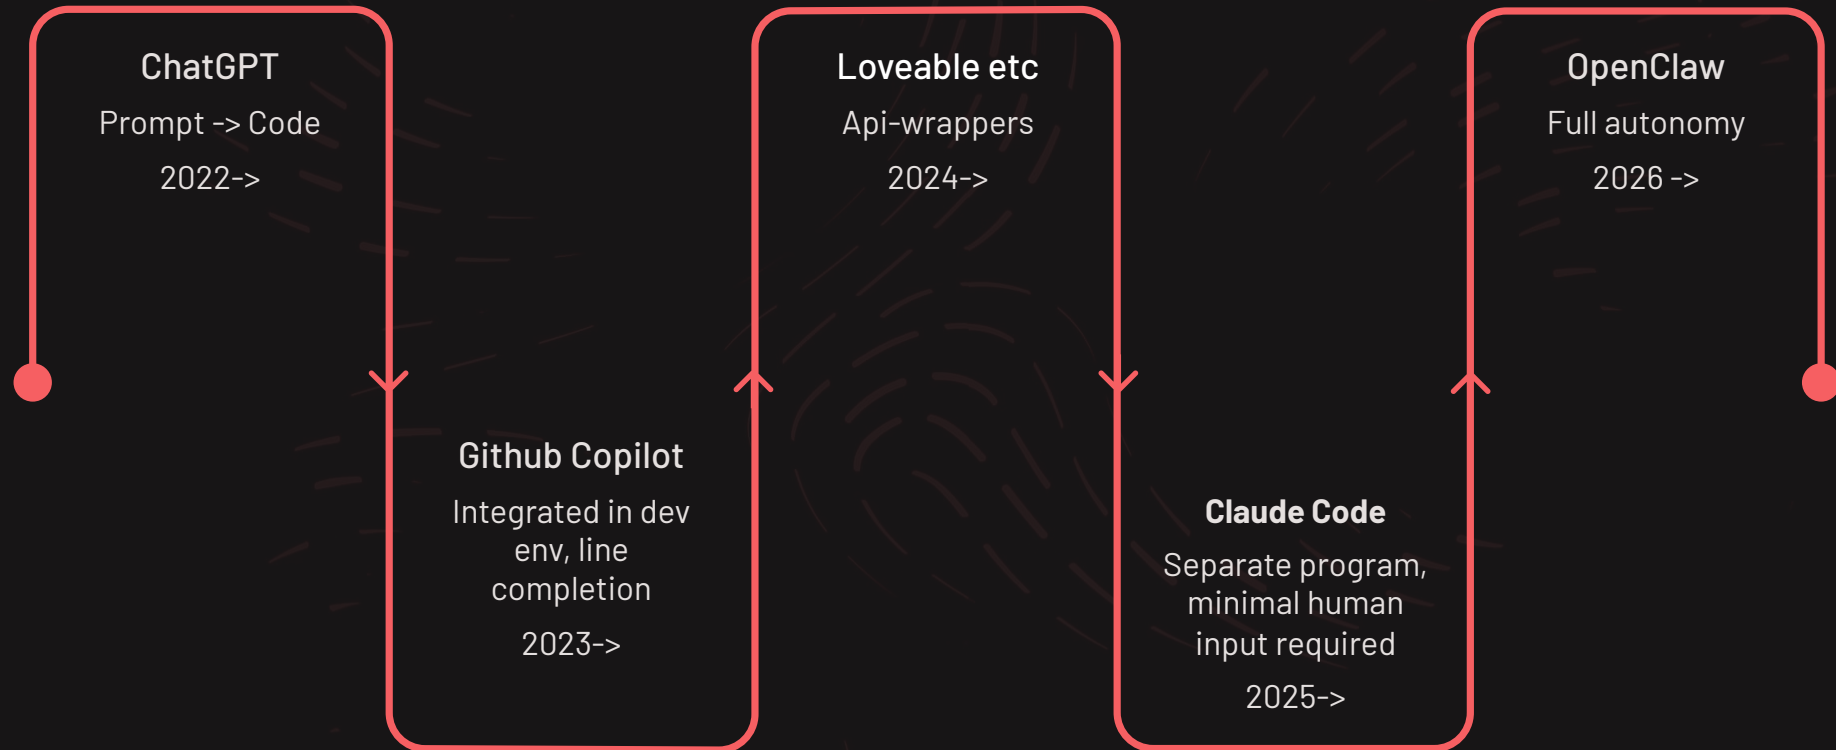 ChatGPT
Prompt -> Code
2022->
Github Copilot
Integrated in dev
env, line
completion
2023->
Loveable etc
Api-wrappers
2024->
Claude Code
Separate program,
minimal human
input required
2025->
OpenClaw
Full autonomy
2026 ->